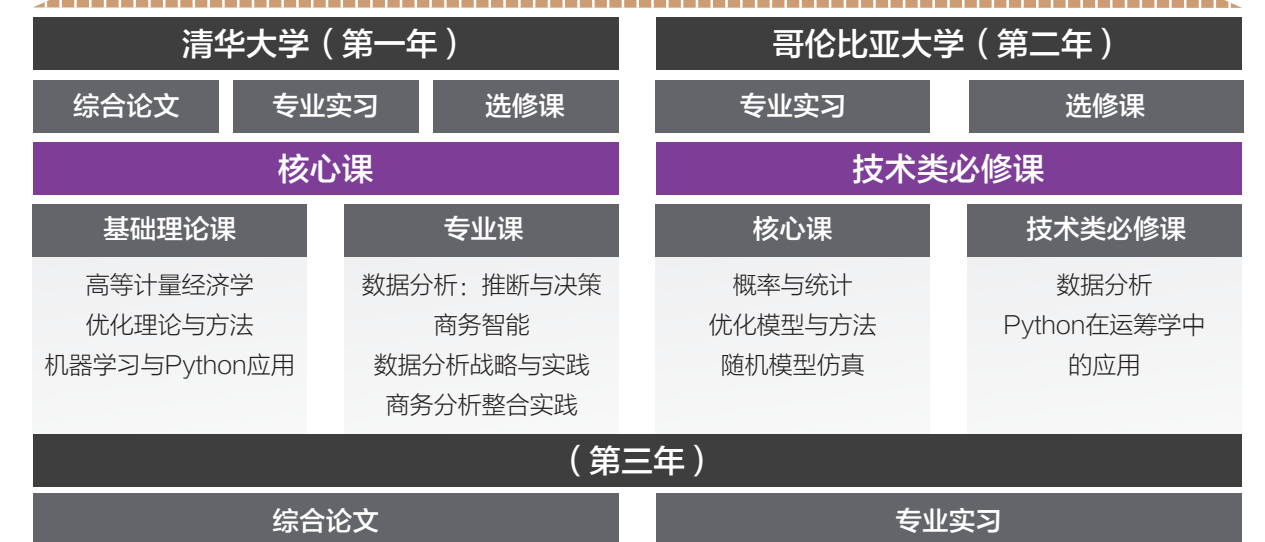 清华大学（第一年）
哥伦比亚大学（第二年）
综合论文
专业实习
选修课
专业实习
选修课
核心课
技术类必修课
基础理论课
专业课
核心课
技术类必修课
高等计量经济学
优化理论与方法
机器学习与Python应用
数据分析：推断与决策
商务智能
数据分析战略与实践
商务分析整合实践
概率与统计
优化模型与方法
随机模型仿真
数据分析
Python在运筹学中
的应用
（第三年）
综合论文
专业实习